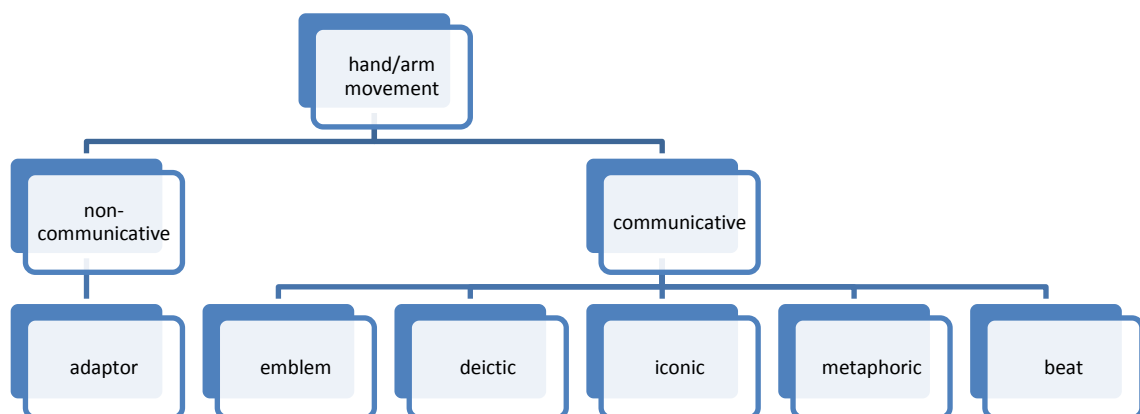 hand/arm
movement
non-
communicative
communicative
adaptor
emblem
deictic
iconic
metaphoric
beat